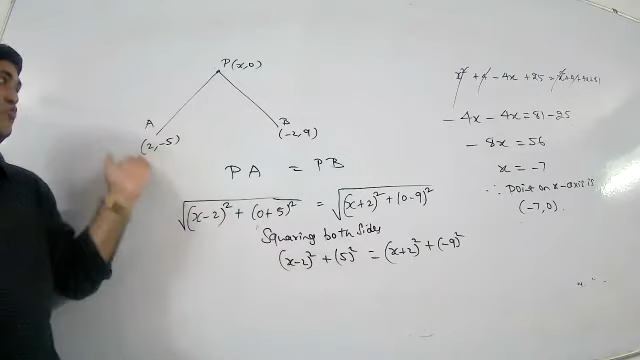 P(x,0)
A
(2,-5)
B
(-2,9)
PA = PB
√(x-2)² + (0+5)² = √(x+2)² + (0-9)²
Squaring both sides
(x-2)² + (5)² = (x+2)² + (-9)²
x² + 4 - 4x + 25 = x² + 4 + 4x + 81
- 4x - 4x = 81 - 25
- 8x = 56
x = -7
∴ Point on x-axis is
(-7,0).